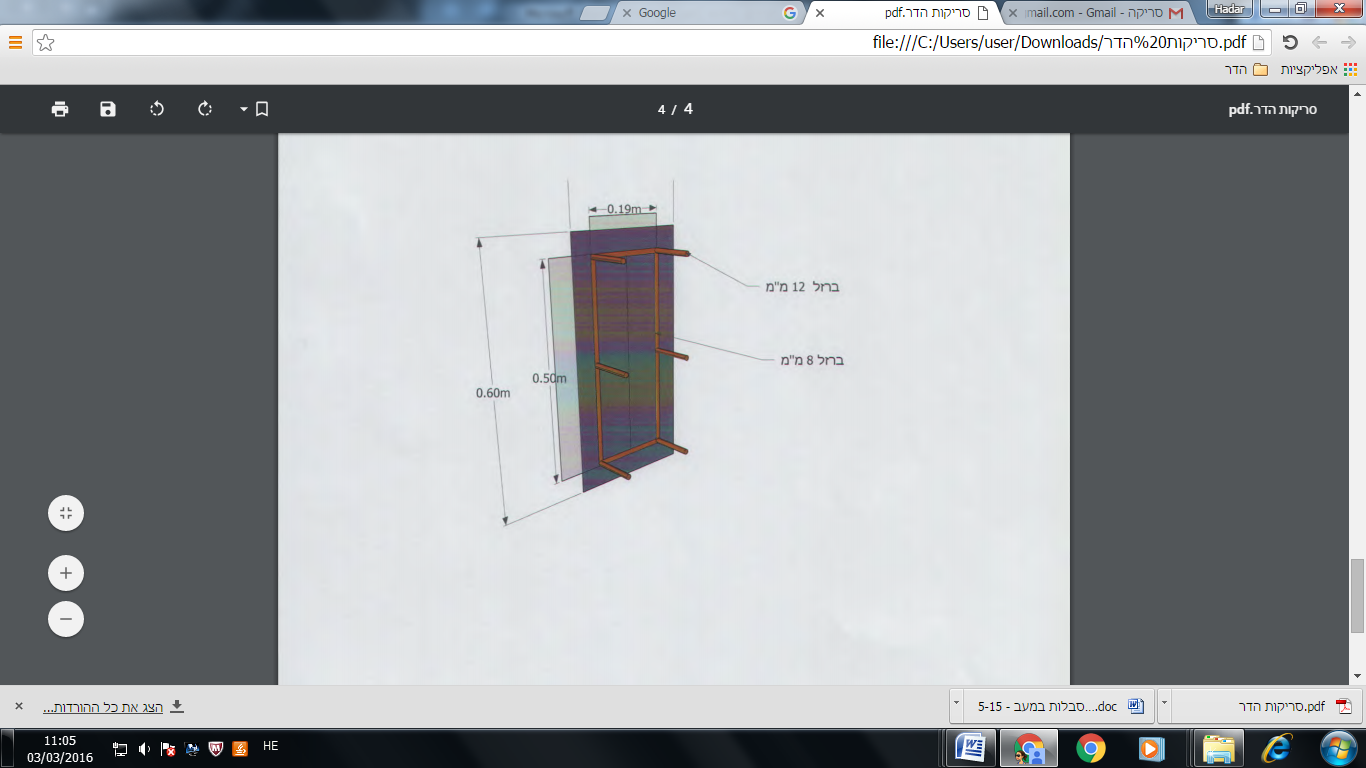 Google
סריקות הדר.pdf
סריקה - gmail.com - Gmail
Hadar
file:///C:/Users/user/Downloads/סריקות%20הדר.pdf
אפליקציות
הדר
4 / 4
סריקות הדר.pdf
0.19m
ברזל 12 מ"מ
ברזל 8 מ"מ
0.50m
0.60m
הצג את כל ההורדות...
סבלות במעב - 5-15....doc
סריקות הדר.pdf
11:05
03/03/2016
HE